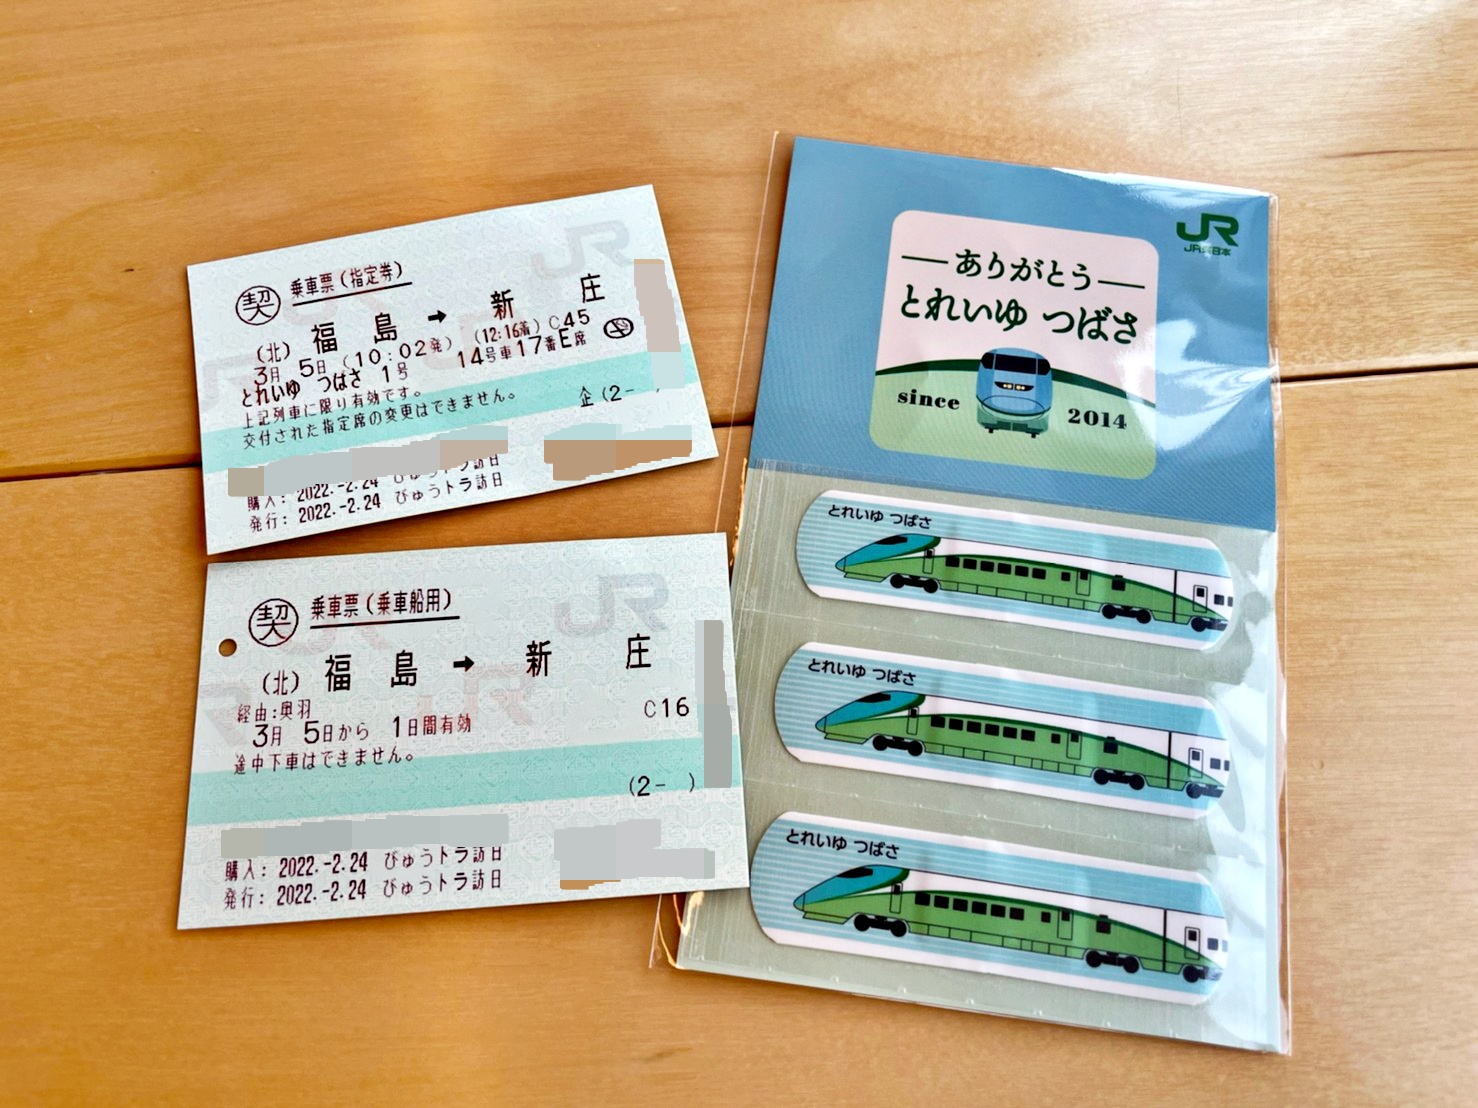 契 乗車票(指定券)
(北) 福島 → 新庄
3月 5日 (10:02発) (12:16着) C45
とれいゆ つばさ 1号 14号車17番E席
上記列車に限り有効です。
交付された指定席の変更はできません。
企(2-
購入: 2022.-2.24 びゅうトラ訪日
発行: 2022.-2.24 びゅうトラ訪日
JR
契 乗車票(乗車船用)
(北) 福島 → 新庄
経由:奥羽
3月 5日から 1日間有効 C16
途中下車はできません。
(2- )
購入: 2022.-2.24 びゅうトラ訪日
発行: 2022.-2.24 びゅうトラ訪日
JR
JR
JR東日本
ありがとう
とれいゆ つばさ
since 2014
とれいゆ つばさ
とれいゆ つばさ
とれいゆ つばさ